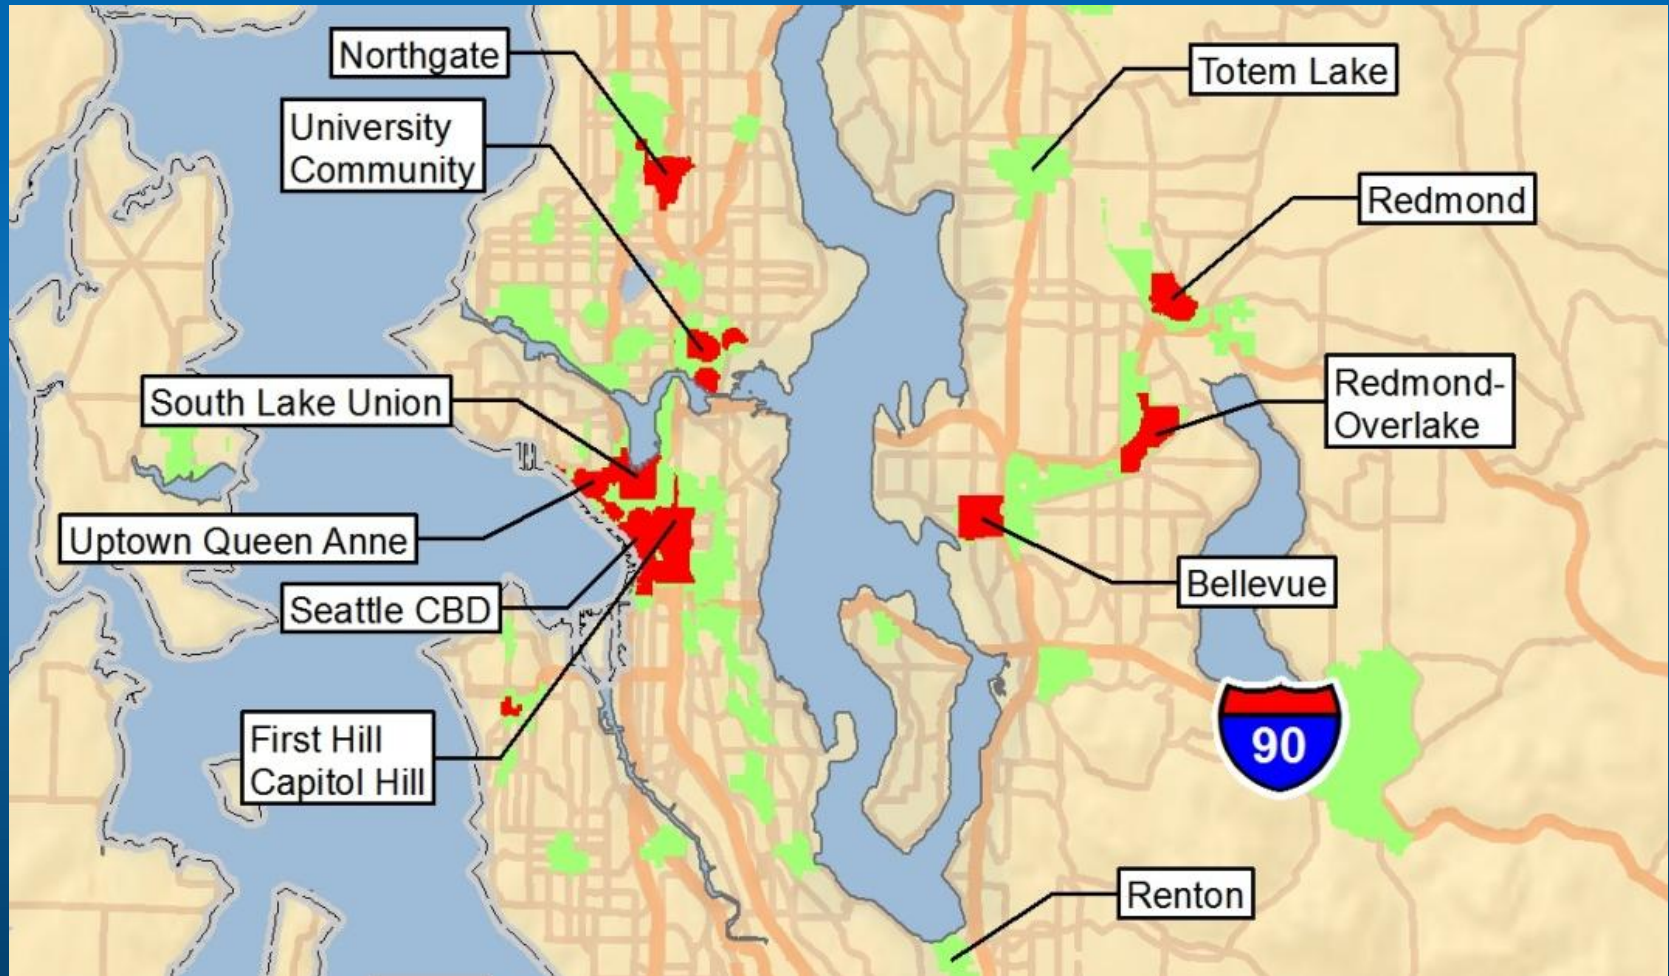 Northgate
University
Community
Totem Lake
Redmond
South Lake Union
Redmond-
Overlake
Uptown Queen Anne
Seattle CBD
Bellevue
First Hill
Capitol Hill
90
Renton